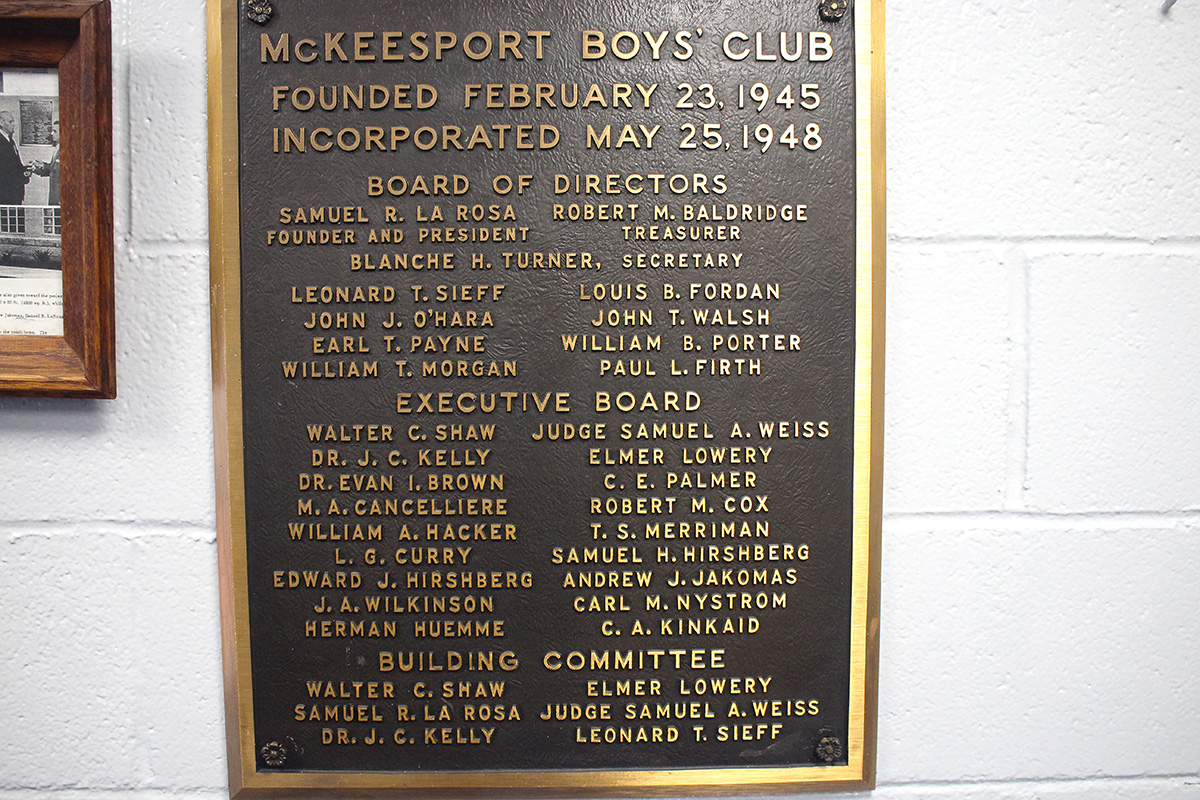 McKEESPORT BOYS' CLUB
FOUNDED FEBRUARY 23, 1945
INCORPORATED MAY 25, 1948
BOARD OF DIRECTORS
SAMUEL R. LA ROSA ROBERT M. BALDRIDGE
FOUNDER AND PRESIDENT TREASURER
BLANCHE H. TURNER, SECRETARY
LEONARD T. SIEFF LOUIS B. FORDAN
JOHN J. O'HARA JOHN T. WALSH
EARL T. PAYNE WILLIAM B. PORTER
WILLIAM T. MORGAN PAUL L. FIRTH
EXECUTIVE BOARD
WALTER C. SHAW JUDGE SAMUEL A. WEISS
DR. J. C. KELLY ELMER LOWERY
DR. EVAN I. BROWN C. E. PALMER
M. A. CANCELLIERE ROBERT M. COX
WILLIAM A. HACKER T. S. MERRIMAN
L. G. CURRY SAMUEL H. HIRSHBERG
EDWARD J. HIRSHBERG ANDREW J. JAKOMAS
J. A. WILKINSON CARL M. NYSTROM
HERMAN HUEMME C. A. KINKAID
BUILDING COMMITTEE
WALTER C. SHAW ELMER LOWERY
SAMUEL R. LA ROSA JUDGE SAMUEL A. WEISS
DR. J. C. KELLY LEONARD T. SIEFF